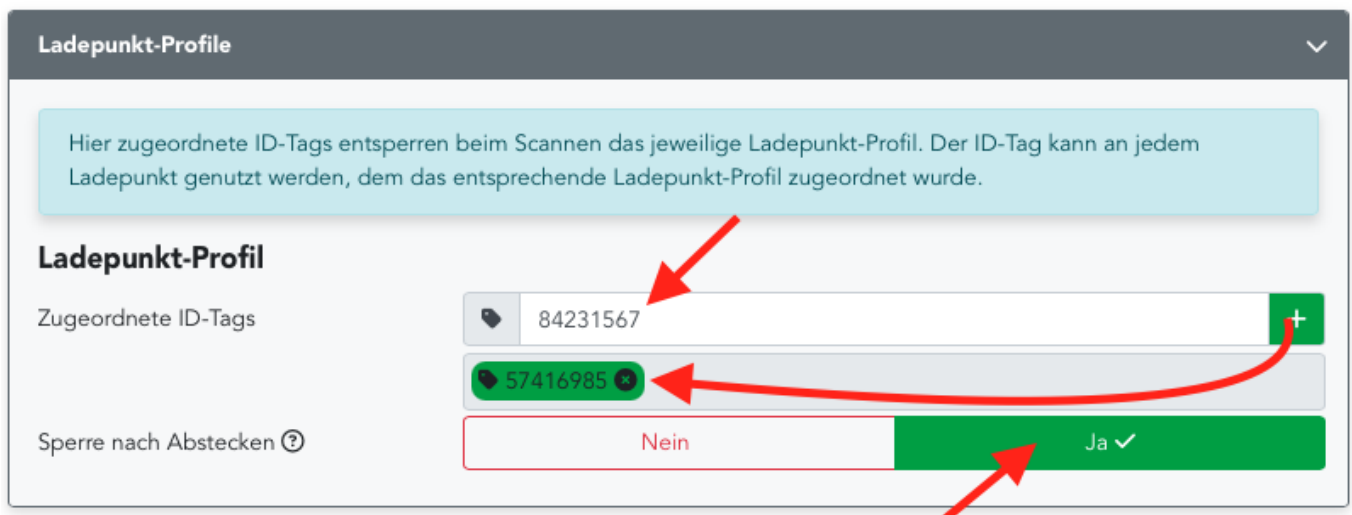 Ladepunkt-Profile
Hier zugeordnete ID-Tags entsperren beim Scannen das jeweilige Ladepunkt-Profil. Der ID-Tag kann an jedem
Ladepunkt genutzt werden, dem das entsprechende Ladepunkt-Profil zugeordnet wurde.
Ladepunkt-Profil
Zugeordnete ID-Tags
84231567
57416985
Sperre nach Abstecken
Nein
Ja